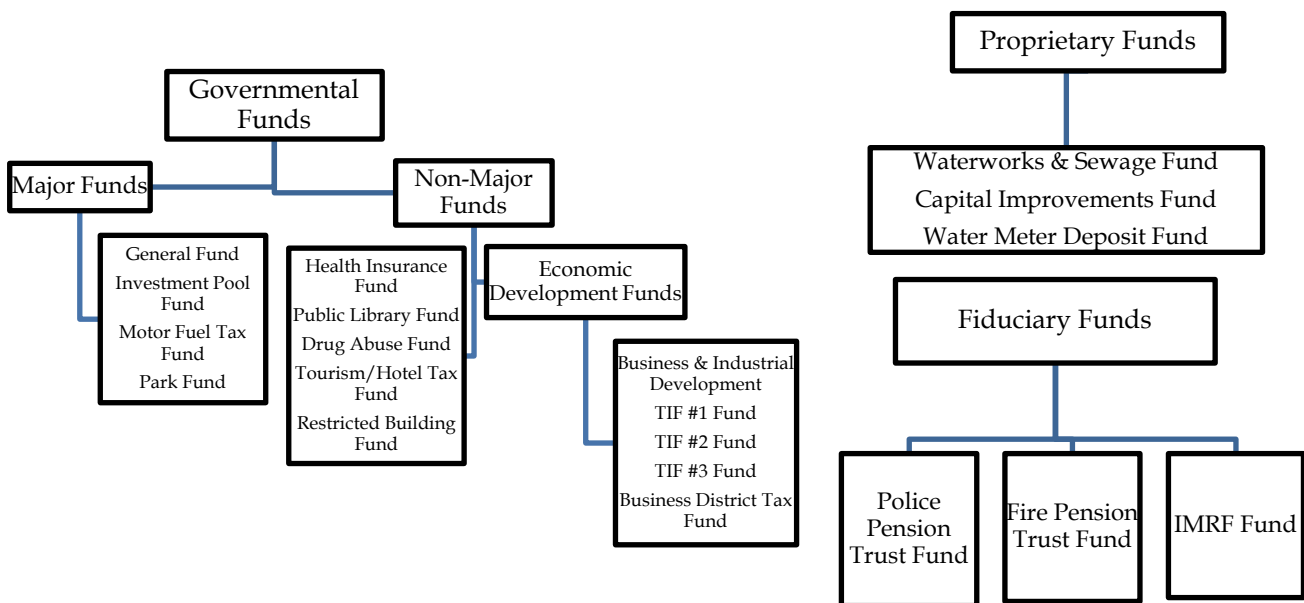 Governmental
Funds
Major Funds
Non-Major
Funds
General Fund
Investment Pool
Fund
Motor Fuel Tax
Fund
Park Fund
Health Insurance
Fund
Public Library Fund
Drug Abuse Fund
Tourism/Hotel Tax
Fund
Restricted Building
Fund
Economic
Development Funds
Business & Industrial
Development
TIF #1 Fund
TIF #2 Fund
TIF #3 Fund
Business District Tax
Fund
Proprietary Funds
Waterworks & Sewage Fund
Capital Improvements Fund
Water Meter Deposit Fund
Fiduciary Funds
Police
Pension
Trust Fund
Fire Pension
Trust Fund
IMRF Fund